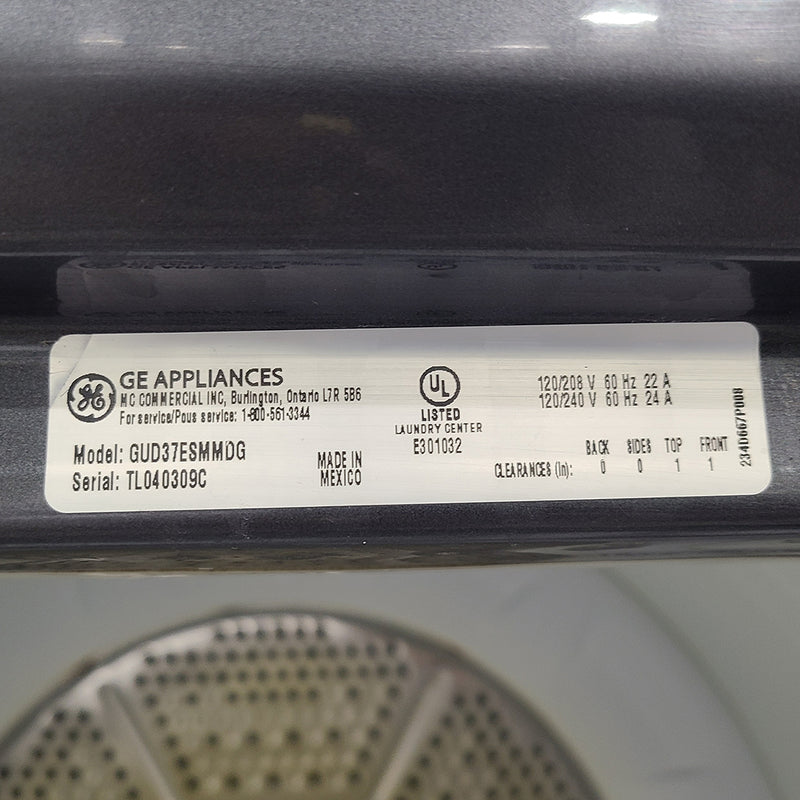 GE APPLIANCES
MC COMMERCIAL INC, Burlington, Ontario L7R 5B6
For service/Pous service: 1-800-561-3344
Model: GUD37ESMMDG
Serial: TL040309C
MADE IN
MEXICO
UL
LISTED
LAUNDRY CENTER
E301032
120/208 V 60 Hz 22 A
120/240 V 60 Hz 24 A
BACK SIDES TOP FRONT
CLEARANCES (in): 0 0 1 1
234D667P008